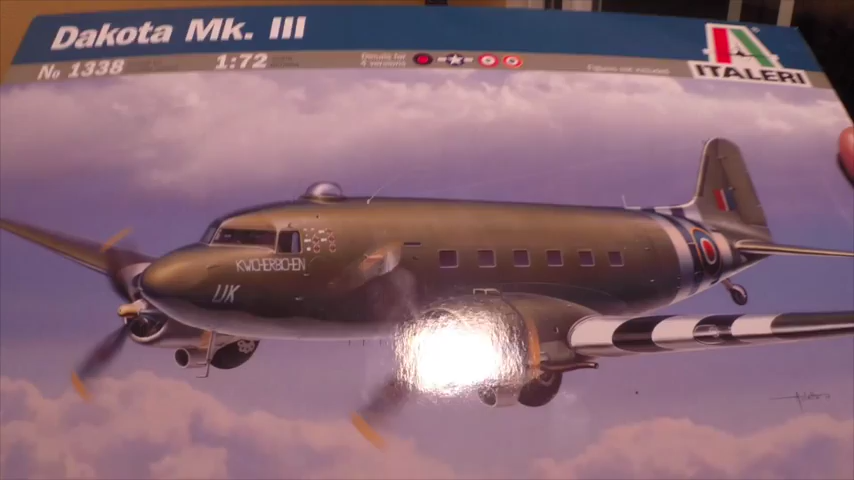 Dakota Mk. III
No 1338
1:72
Decals for
4 versions
ITALERI
KWICHERBICHEN
UK